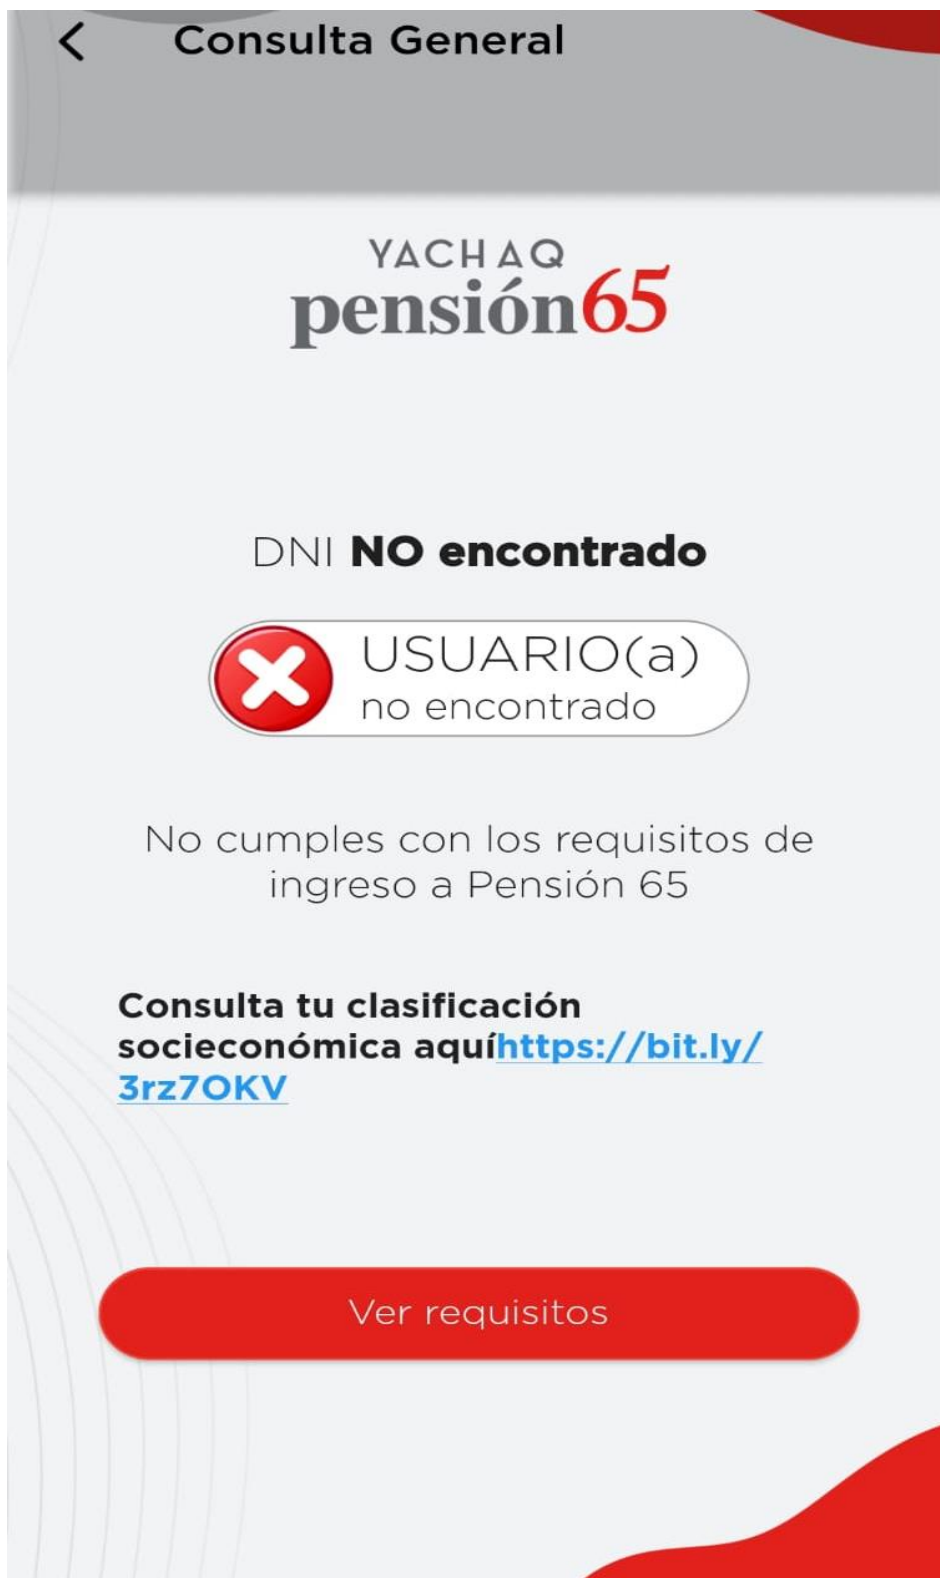 Consulta General
YACHAQ
pensión65
DNI NO encontrado
USUARIO(a)
no encontrado
No cumples con los requisitos de
ingreso a Pensión 65
Consulta tu clasificación
socieconómica aquíhttps://bit.ly/
3rz7OKV
Ver requisitos